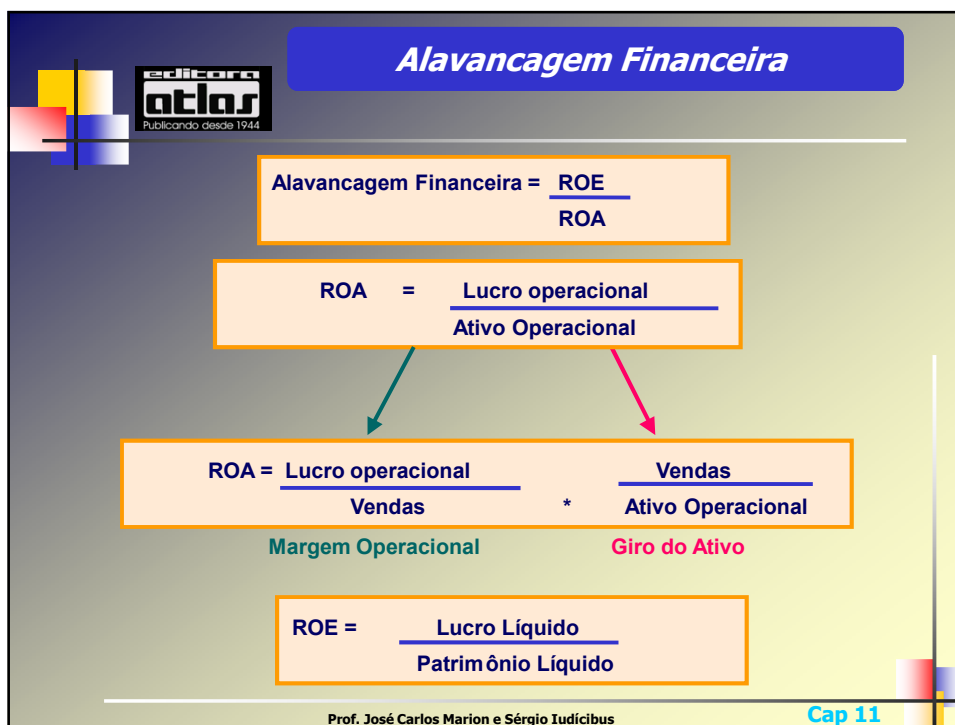 Alavancagem Financeira
editora
atlas
Publicando desde 1944
Alavancagem Financeira = ROE
ROA
ROA = Lucro operacional
Ativo Operacional
ROA = Lucro operacional Vendas
Vendas * Ativo Operacional
Margem Operacional Giro do Ativo
ROE = Lucro Líquido
Patrimônio Líquido
Prof. José Carlos Marion e Sérgio Iudícibus
Cap 11